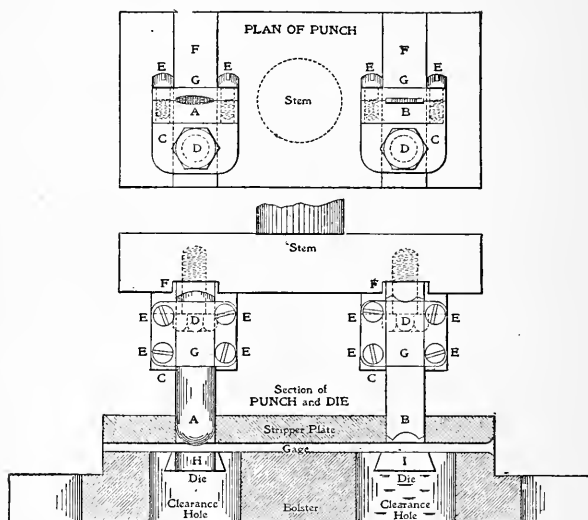 PLAN OF PUNCH
F F
E G E E G E
Stem
A B
C D C D
Stem
F F
E D E E D E
E G E E G E
C C
Section of
PUNCH and DIE
A B
Stripper Plate
Gage
H I
Die Die
Clearance Bolster Clearance
Hole Hole